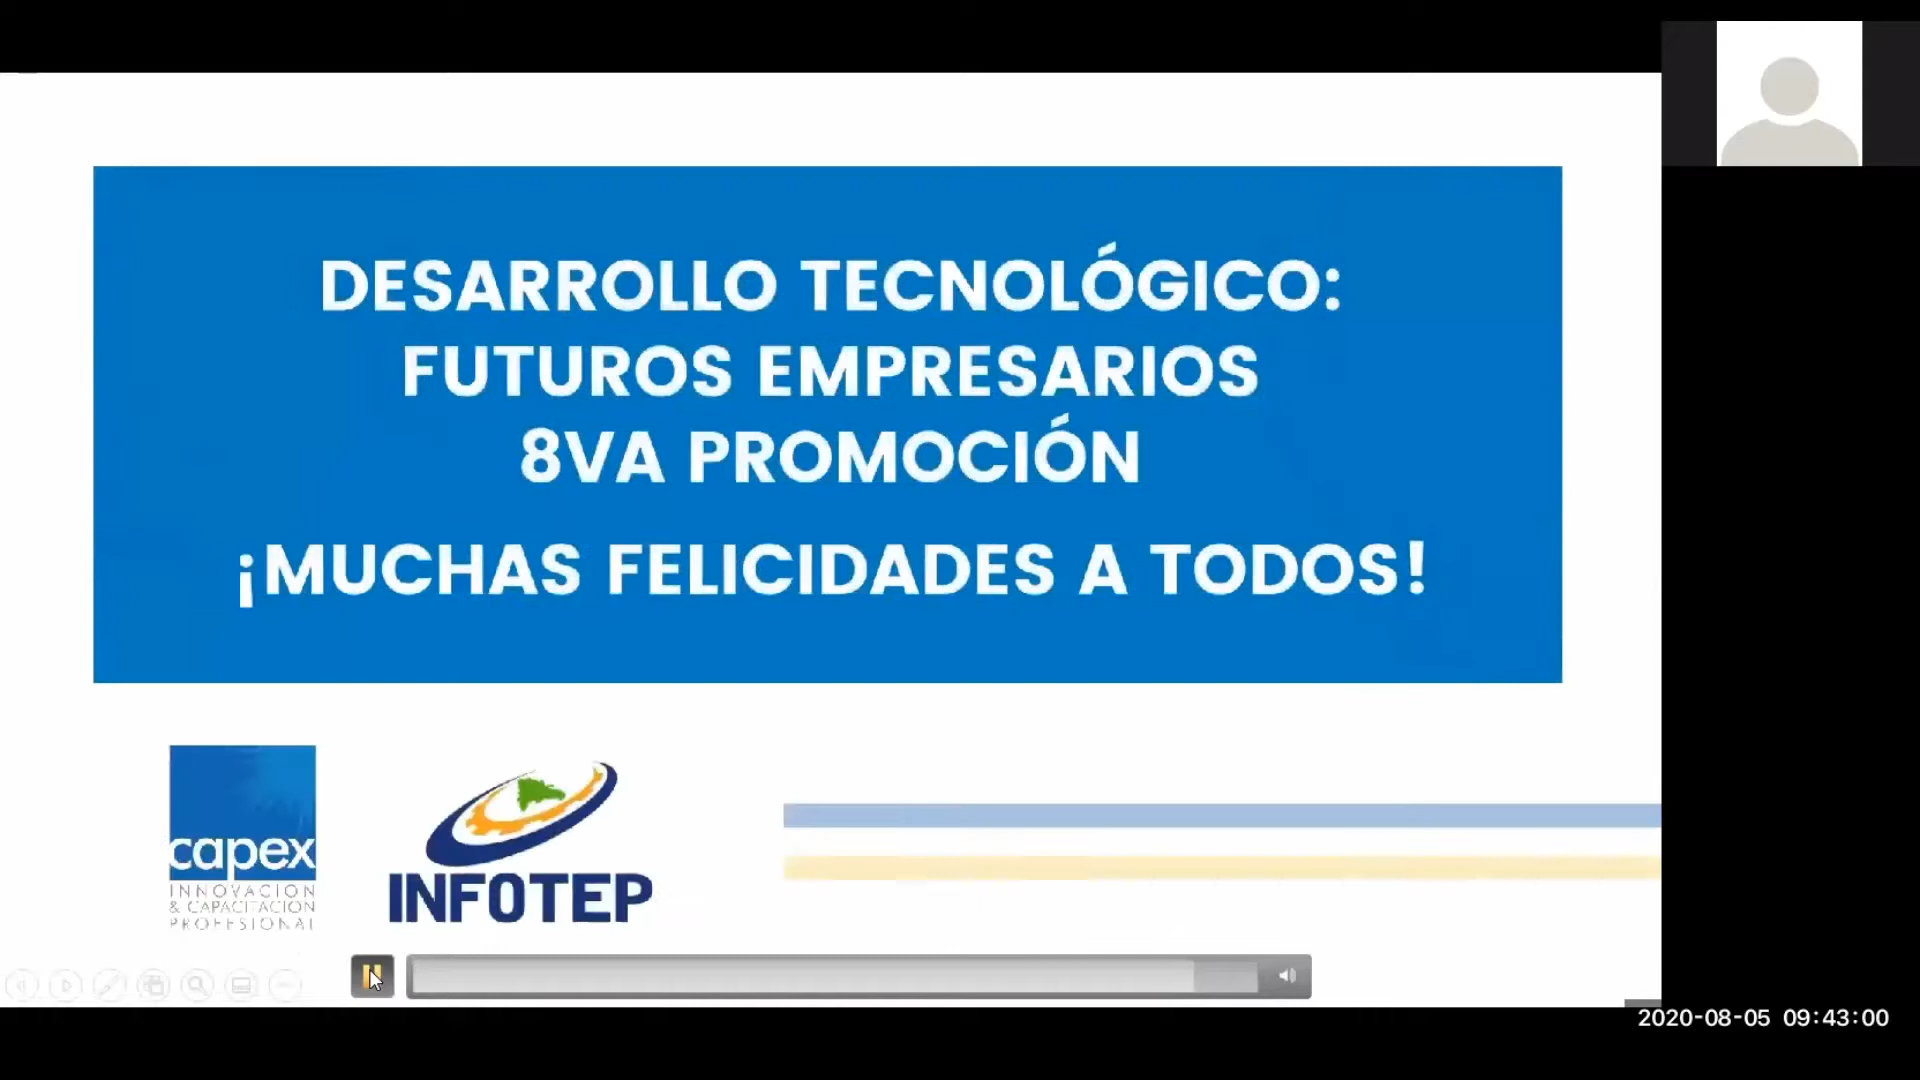 DESARROLLO TECNOLÓGICO:
FUTUROS EMPRESARIOS
8VA PROMOCIÓN
¡MUCHAS FELICIDADES A TODOS!
capex
INNOVACION
& CAPACITACION
PROFESIONAL
INFOTEP
2020-08-05 09:43:00